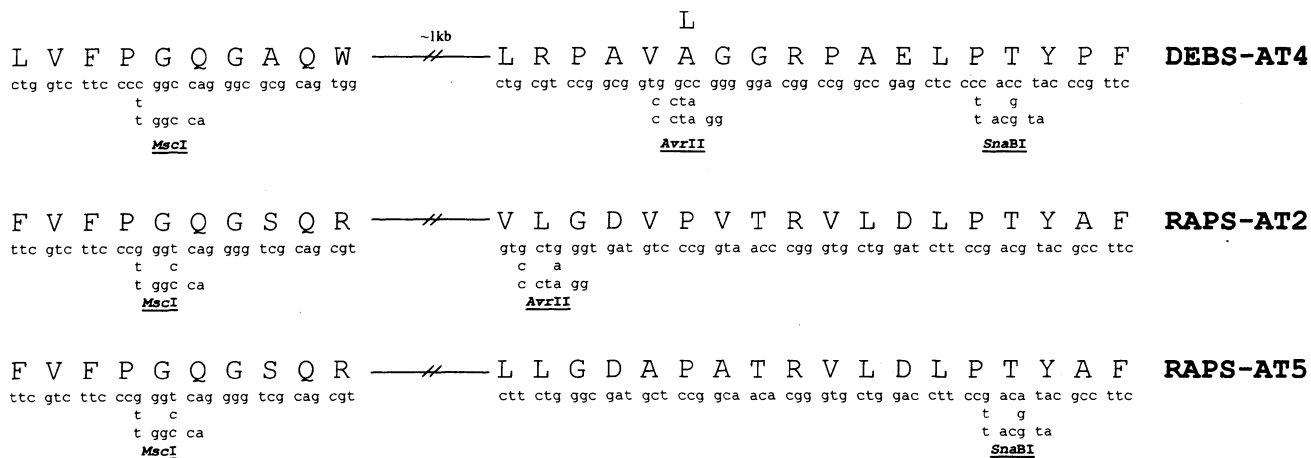 L
L V F P G Q G A Q W ~1kb L R P A V A G G R P A E L P T Y P F DEBS-AT4
ctg gtc ttc ccc ggc cag ggc gcg cag tgg ctg cgt ccg gcg gtg gcc ggg gga cgg ccg gcc gag ctc ccc acc tac ccg ttc
t c cta t g
t ggc ca c cta gg t acg ta
MscI AvrII SnaBI
F V F P G Q G S Q R V L G D V P V T R V L D L P T Y A F RAPS-AT2
ttc gtc ttc ccg ggt cag ggg tcg cag cgt gtg ctg ggt gat gtc ccg gta acc cgg gtg ctg gat ctt ccg acg tac gcc ttc
t c c a
t ggc ca c cta gg
MscI AvrII
F V F P G Q G S Q R L L G D A P A T R V L D L P T Y A F RAPS-AT5
ttc gtc ttc ccg ggt cag ggg tcg cag cgt ctt ctg ggc gat gct ccg gca aca cgg gtg ctg gac ctt ccg aca tac gcc ttc
t c t g
t ggc ca t acg ta
MscI SnaBI